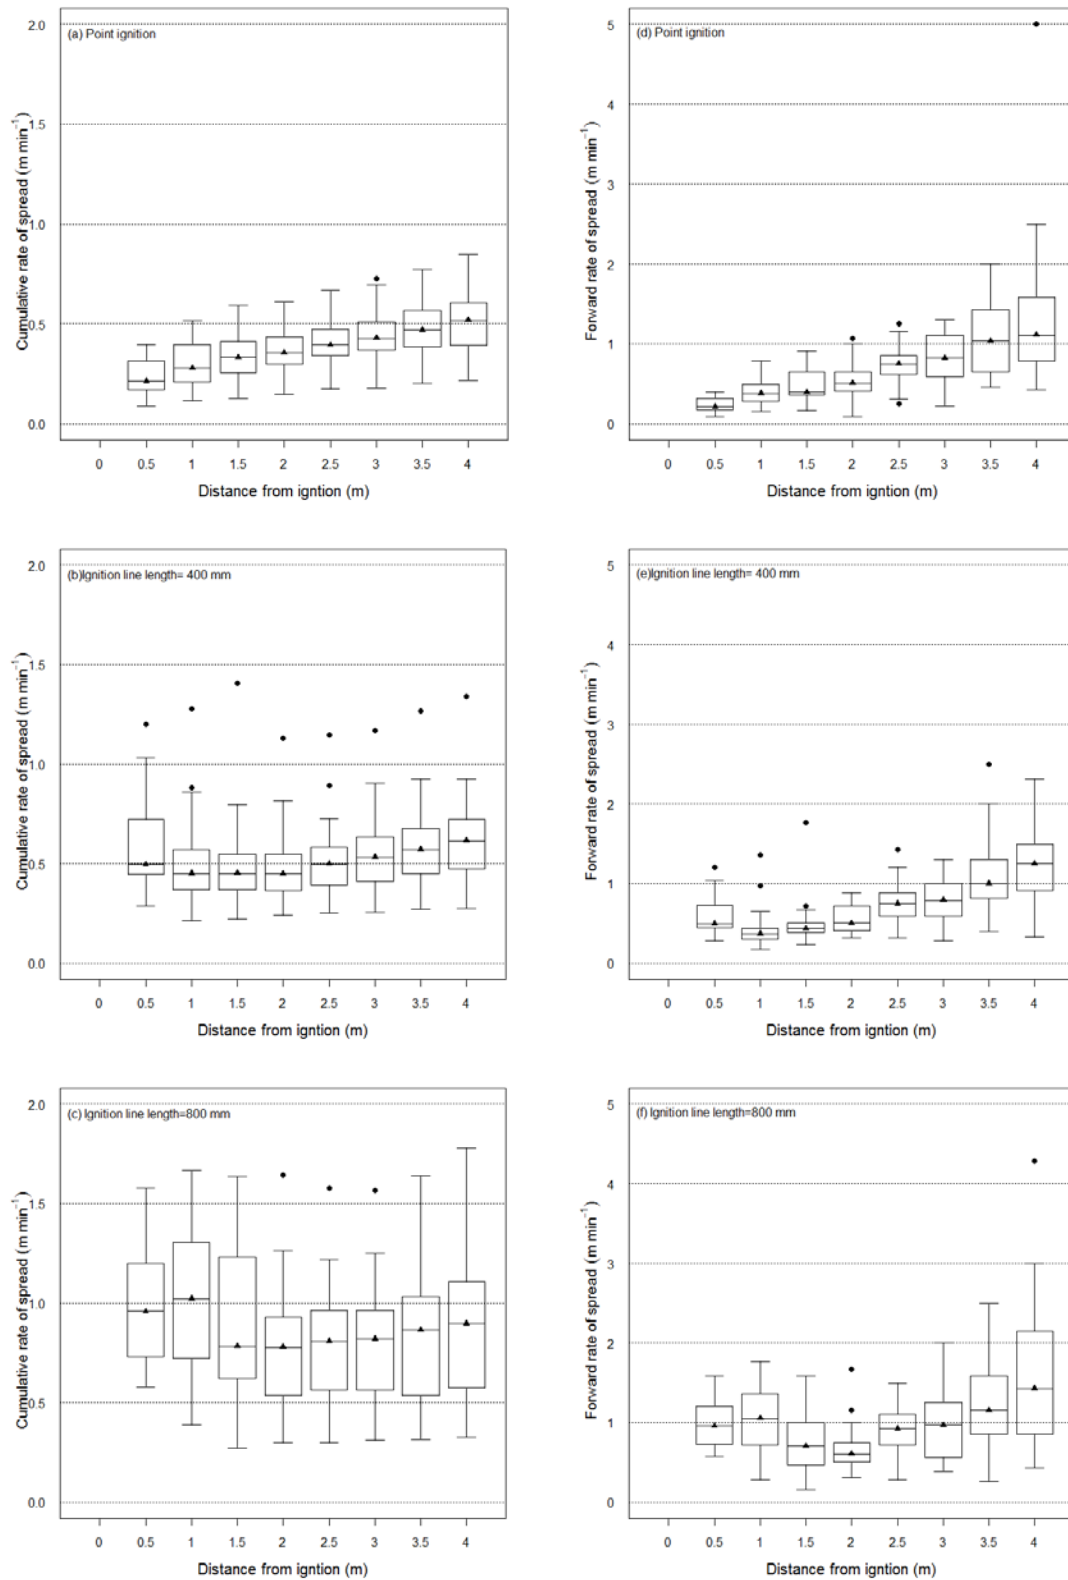 (a) Point ignition
Cumulative rate of spread (m min⁻¹)
2.0
1.5
1.0
0.5
0.0
0 0.5 1 1.5 2 2.5 3 3.5 4
Distance from igntion (m)
(d) Point ignition
Forward rate of spread (m min⁻¹)
5
4
3
2
1
0
0 0.5 1 1.5 2 2.5 3 3.5 4
Distance from igntion (m)
(b)Ignition line length= 400 mm
Cumulative rate of spread (m min⁻¹)
2.0
1.5
1.0
0.5
0.0
0 0.5 1 1.5 2 2.5 3 3.5 4
Distance from igntion (m)
(e)Ignition line length= 400 mm
Forward rate of spread (m min⁻¹)
5
4
3
2
1
0
0 0.5 1 1.5 2 2.5 3 3.5 4
Distance from igntion (m)
(c) Ignition line length=800 mm
Cumulative rate of spread (m min⁻¹)
2.0
1.5
1.0
0.5
0.0
0 0.5 1 1.5 2 2.5 3 3.5 4
Distance from igntion (m)
(f) Ignition line length=800 mm
Forward rate of spread (m min⁻¹)
5
4
3
2
1
0
0 0.5 1 1.5 2 2.5 3 3.5 4
Distance from igntion (m)